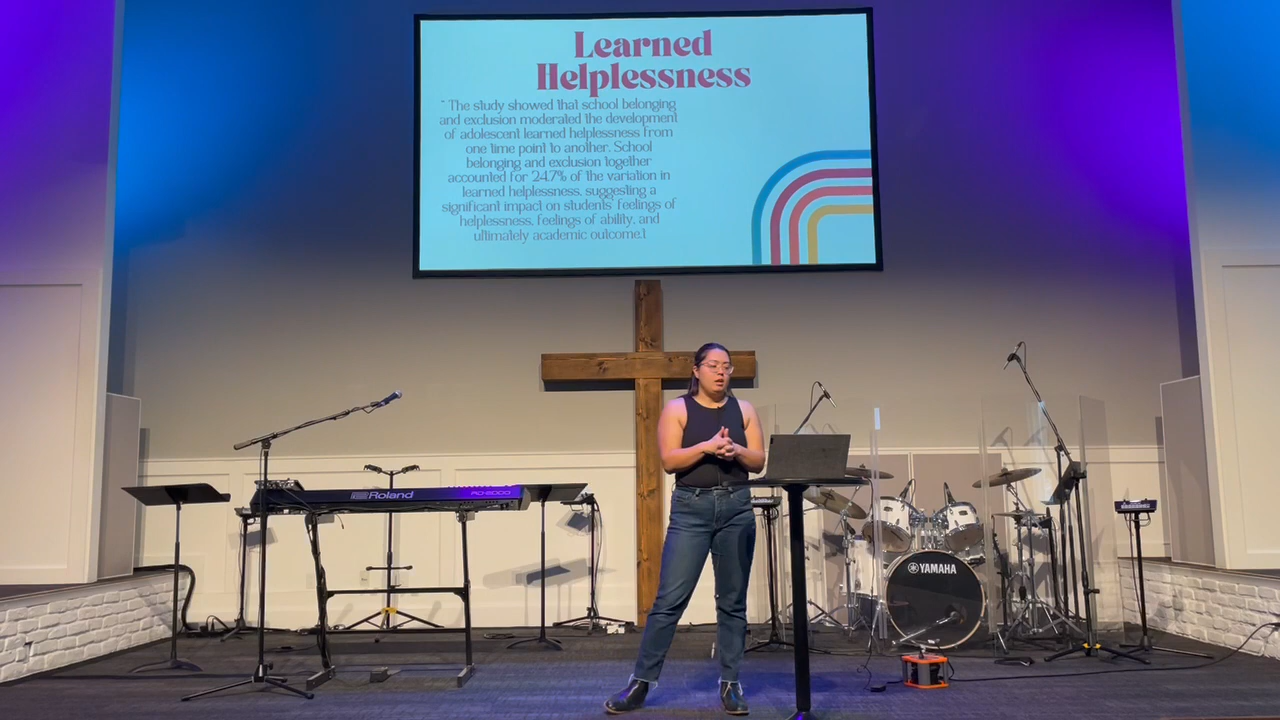 Learned
Helplessness
" The study showed that school belonging
and exclusion moderated the development
of adolescent learned helplessness from
one time point to another. School
belonging and exclusion together
accounted for 24.7% of the variation in
learned helplessness, suggesting a
significant impact on students' feelings of
helplessness, feelings of ability, and
ultimately academic outcome.t
Roland
RD-2000
YAMAHA